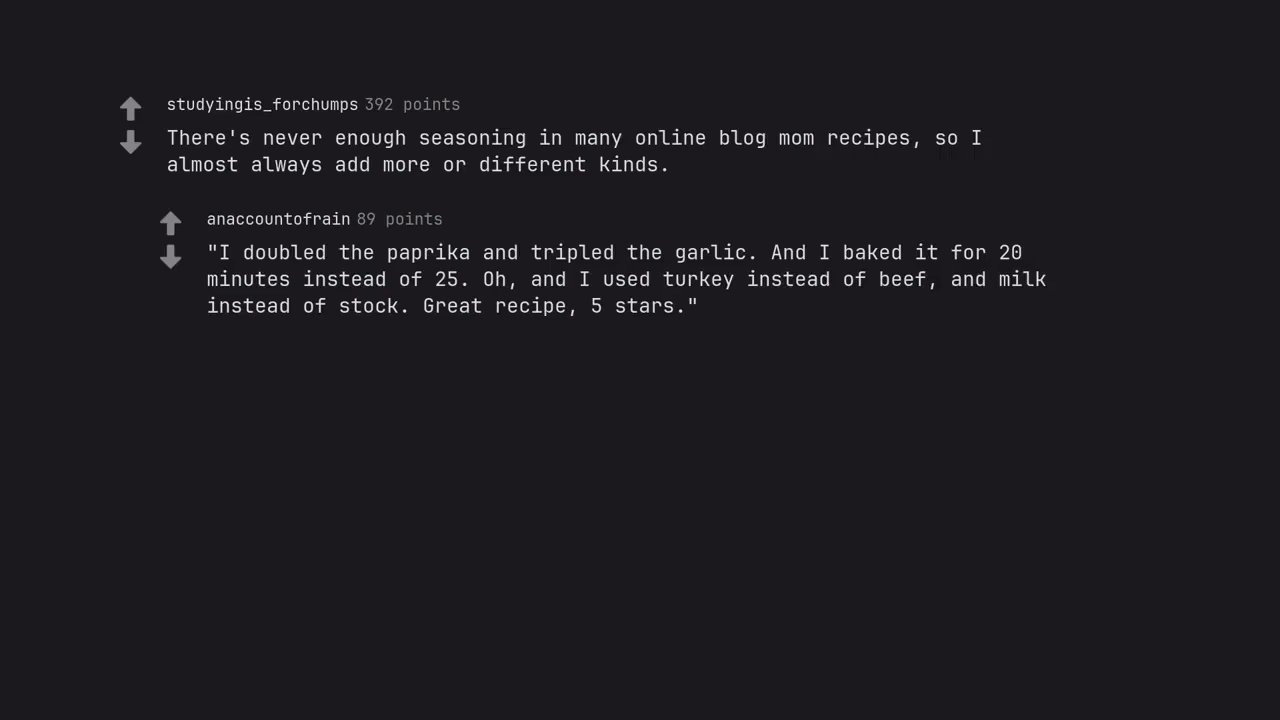 studyingis_forchumps 392 points
There's never enough seasoning in many online blog mom recipes, so I
almost always add more or different kinds.
anaccountofrain 89 points
"I doubled the paprika and tripled the garlic. And I baked it for 20
minutes instead of 25. Oh, and I used turkey instead of beef, and milk
instead of stock. Great recipe, 5 stars."